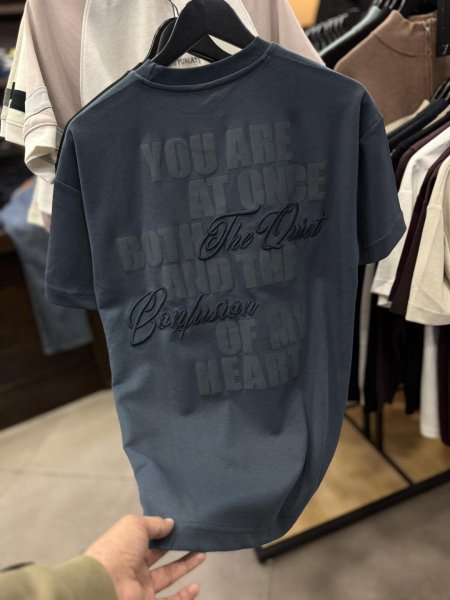 YOU ARE
AT ONCE
BOTH The Quiet
AND THE
Confusion
OF MY
HEART